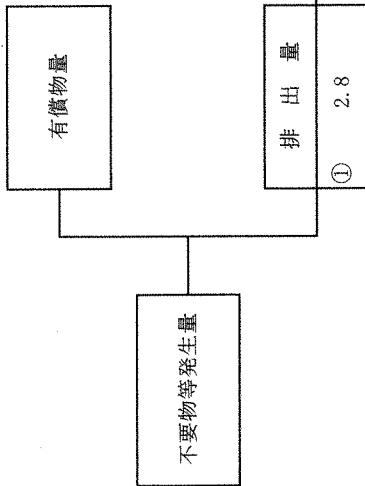 有償物量
不要物等発生量
排出量
① 2.8